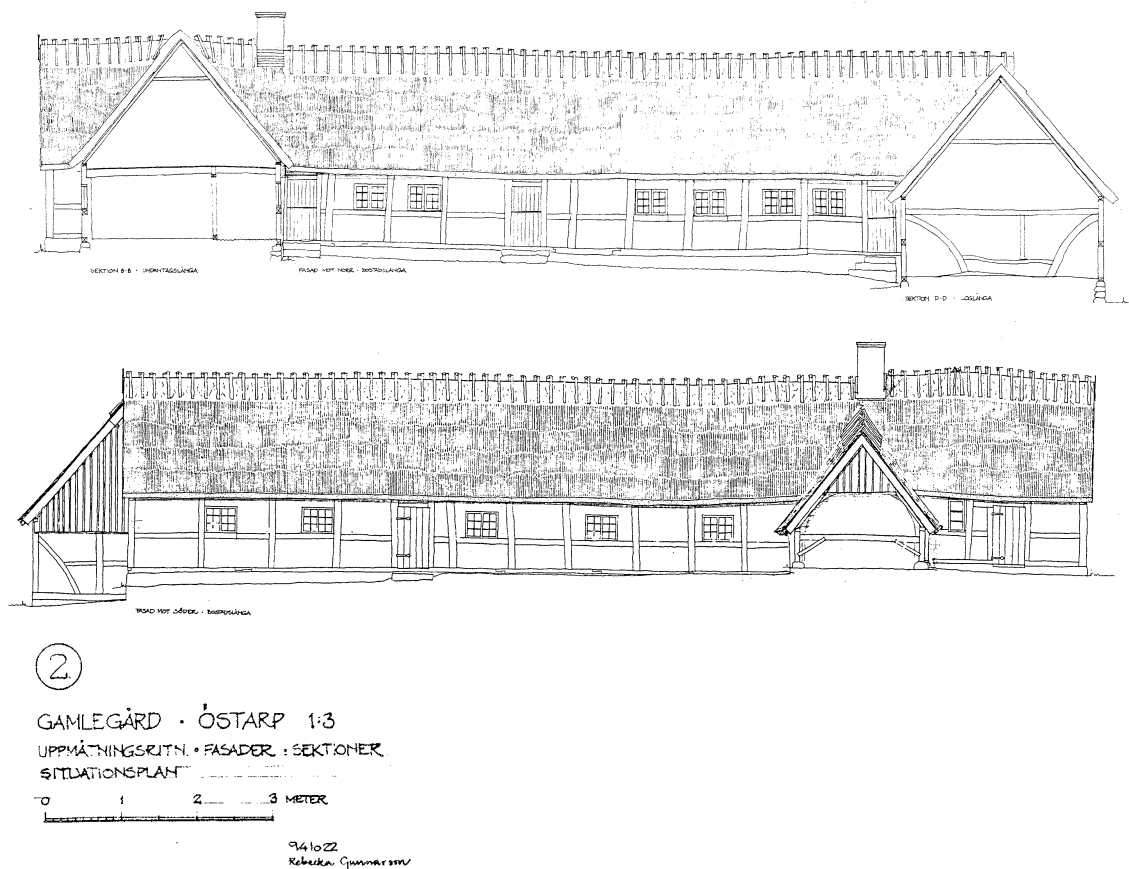 SEKTION B-B · UNDANTAGSLÄNGA
FASAD MOT NORR · BOSTADSLÄNGA
SEKTION D-D · LOGLÄNGA
FASAD MOT SÖDER · BOSTADSLÄNGA
2
GAMLEGÅRD · ÖSTARP 1:3
UPPMÄTNINGSRITN. · FASADER : SEKTIONER
SITUATIONSPLAN
0 1 2 3 METER
941022
Rebecka Gunnarson